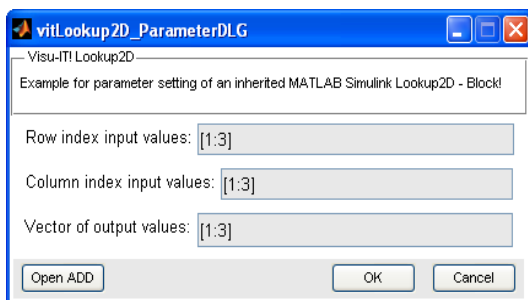 vitLookup2D_ParameterDLG
Visu-IT! Lookup2D
Example for parameter setting of an inherited MATLAB Simulink Lookup2D - Block!
Row index input values: [1:3]
Column index input values: [1:3]
Vector of output values: [1:3]
Open ADD OK Cancel